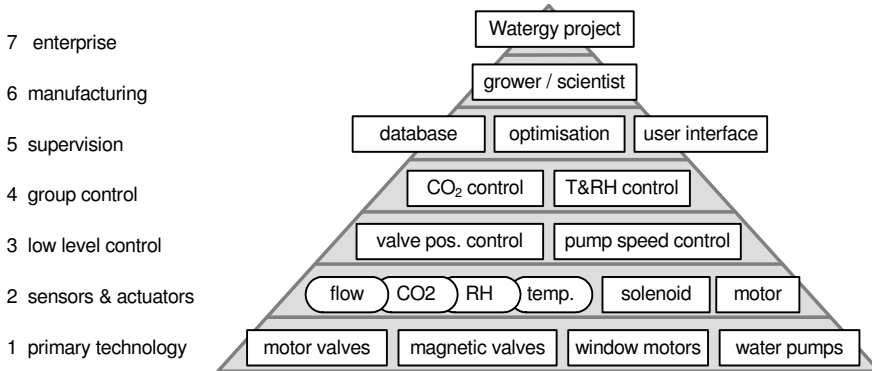 7 enterprise Watergy project
6 manufacturing grower / scientist
5 supervision database optimisation user interface
4 group control CO₂ control T&RH control
3 low level control valve pos. control pump speed control
2 sensors & actuators flow CO2 RH temp. solenoid motor
1 primary technology motor valves magnetic valves window motors water pumps